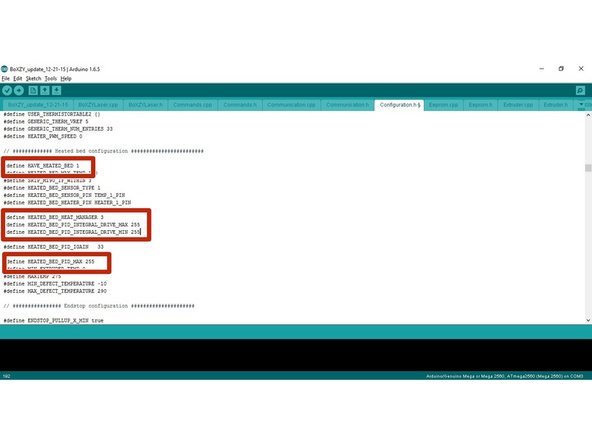 BoXZY_update_12-21-15 | Arduino 1.6.5
File Edit Sketch Tools Help
BoXZY_update_12-21-15 BoXZYLaser.cpp BoXZYLaser.h Commands.cpp Commands.h Communication.cpp Communication.h Configuration.h § Eeprom.cpp Eeprom.h Extruder.cpp Extruder.h
#define USER_THERMISTORTABLE2 {}
#define GENERIC_THERM_VREF 5
#define GENERIC_THERM_NUM_ENTRIES 33
#define HEATER_PWM_SPEED 0
// ############# Heated bed configuration ########################
define HAVE_HEATED_BED 1
#define HEATED_BED_MAX_TEMP
#define SKIP_M190_IF_WITHIN 3
#define HEATED_BED_SENSOR_TYPE 1
#define HEATED_BED_SENSOR_PIN TEMP_1_PIN
#define HEATED_BED_HEATER_PIN HEATER_1_PIN
define HEATED_BED_HEAT_MANAGER 3
define HEATED_BED_PID_INTEGRAL_DRIVE_MAX 255
define HEATED_BED_PID_INTEGRAL_DRIVE_MIN 255
#define HEATED_BED_PID_IGAIN 33
define HEATED_BED_PID_MAX 255
#define MIN_EXTRUDER_TEMP 0
#define MAXTEMP 275
#define MIN_DEFECT_TEMPERATURE -10
#define MAX_DEFECT_TEMPERATURE 290
// ################ Endstop configuration #####################
#define ENDSTOP_PULLUP_X_MIN true
192
Arduino/Genuino Mega or Mega 2560, ATmega2560 (Mega 2560) on COM3